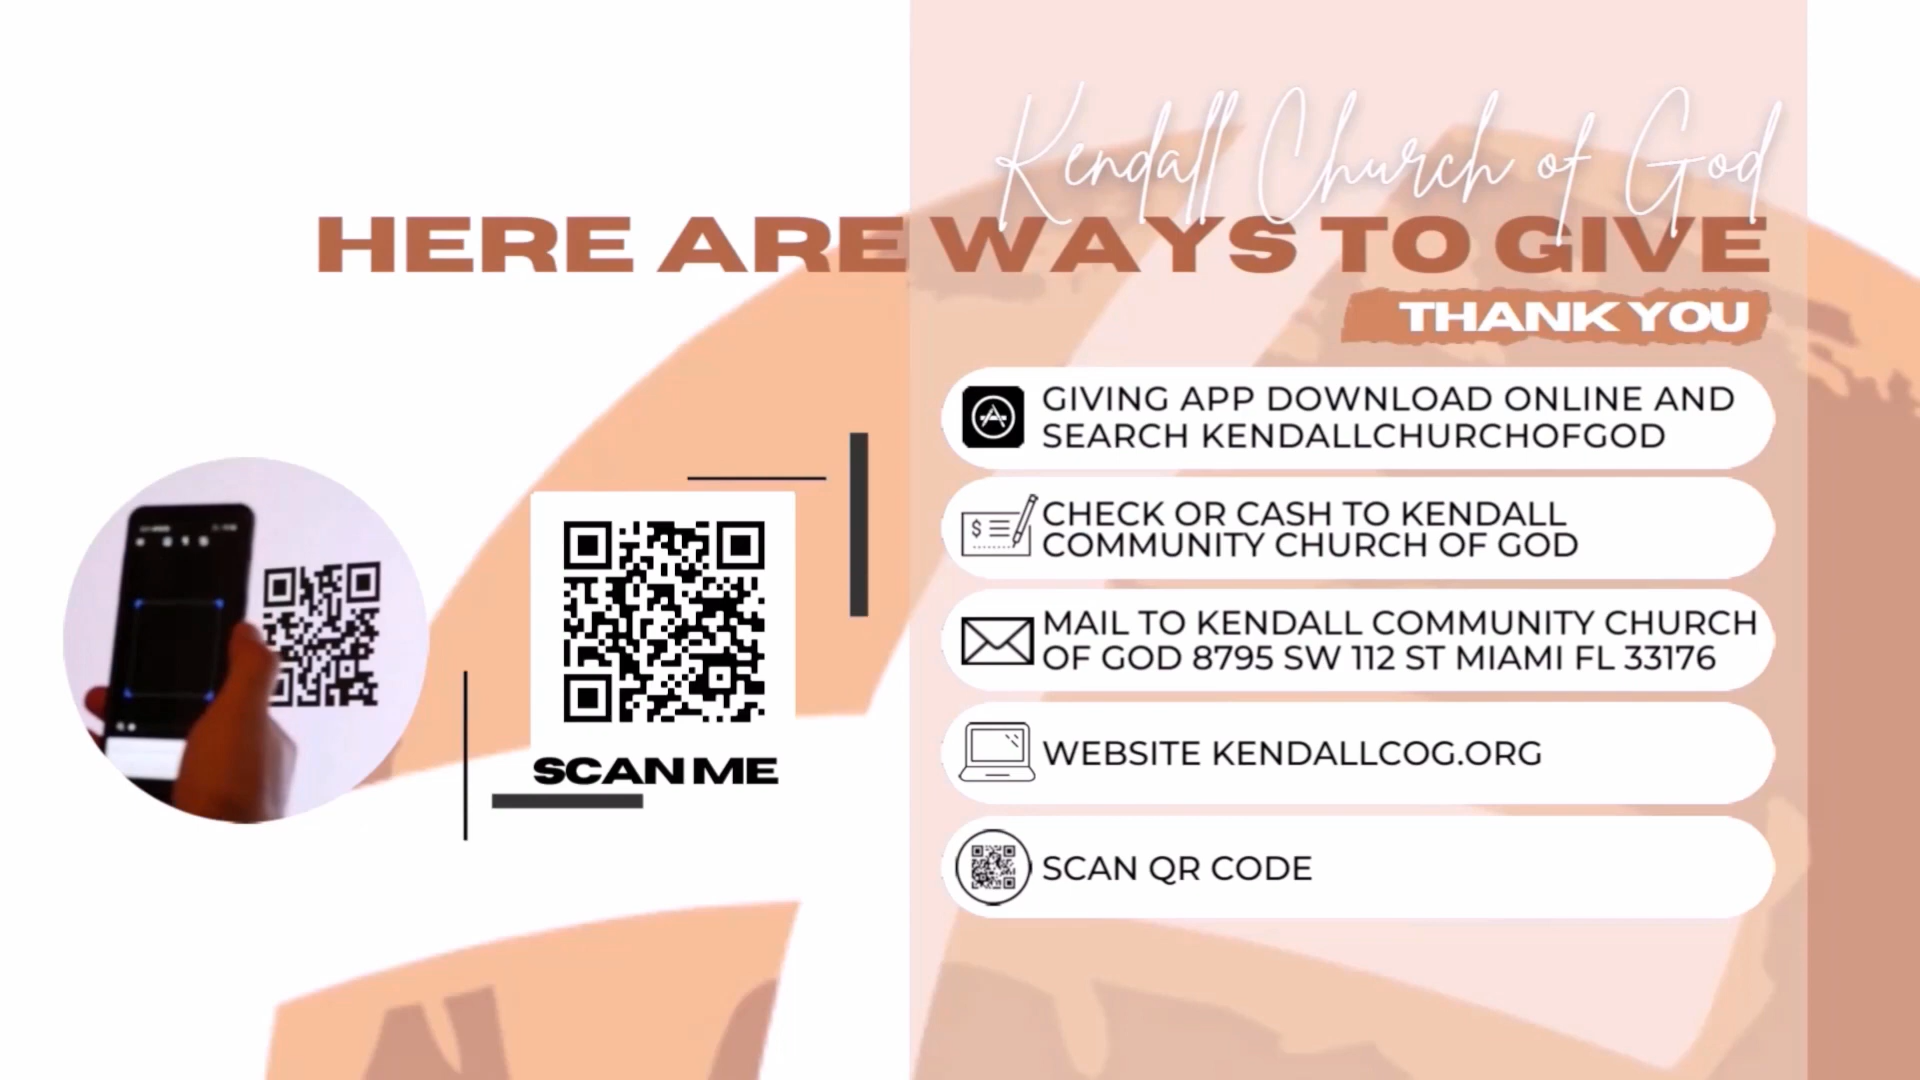 Kendall Church of God
HERE ARE WAYS TO GIVE
THANK YOU
GIVING APP DOWNLOAD ONLINE AND
SEARCH KENDALLCHURCHOFGOD
$
CHECK OR CASH TO KENDALL
COMMUNITY CHURCH OF GOD
MAIL TO KENDALL COMMUNITY CHURCH
OF GOD 8795 SW 112 ST MIAMI FL 33176
WEBSITE KENDALLCOG.ORG
SCAN QR CODE
SCAN ME